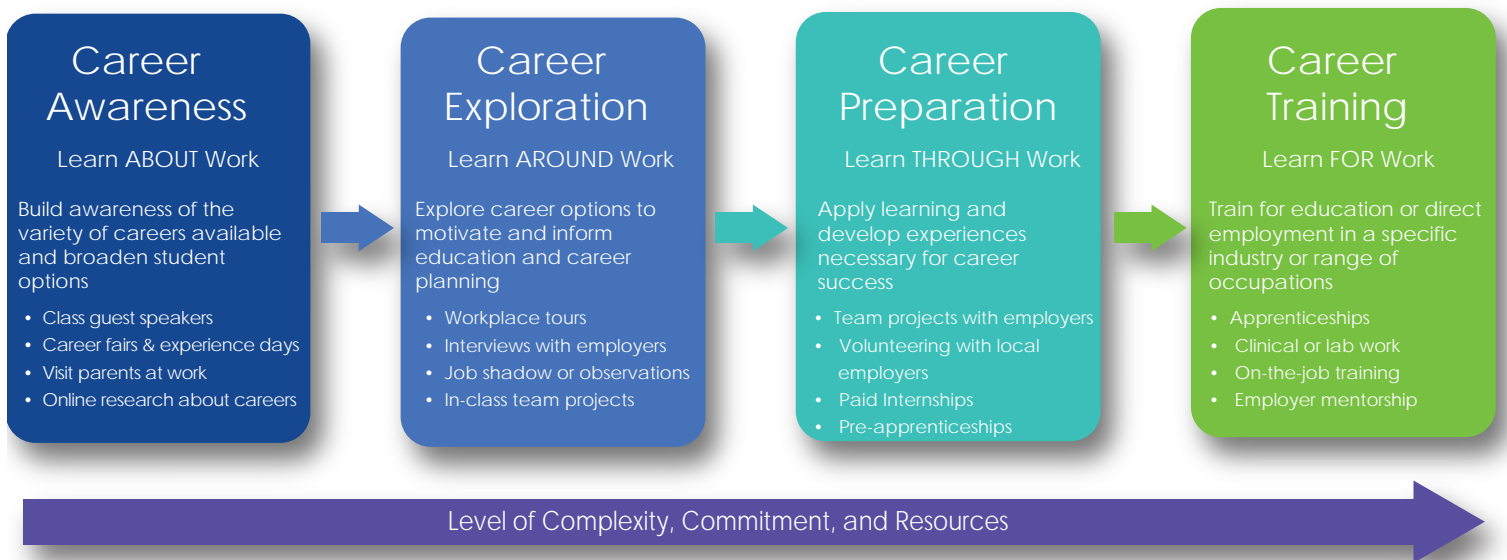 Career
Awareness
Learn ABOUT Work
Build awareness of the
variety of careers available
and broaden student
options
• Class guest speakers
• Career fairs & experience days
• Visit parents at work
• Online research about careers
Career
Exploration
Learn AROUND Work
Explore career options to
motivate and inform
education and career
planning
• Workplace tours
• Interviews with employers
• Job shadow or observations
• In-class team projects
Career
Preparation
Learn THROUGH Work
Apply learning and
develop experiences
necessary for career
success
• Team projects with employers
• Volunteering with local
employers
• Paid Internships
• Pre-apprenticeships
Career
Training
Learn FOR Work
Train for education or direct
employment in a specific
industry or range of
occupations
• Apprenticeships
• Clinical or lab work
• On-the-job training
• Employer mentorship
Level of Complexity, Commitment, and Resources